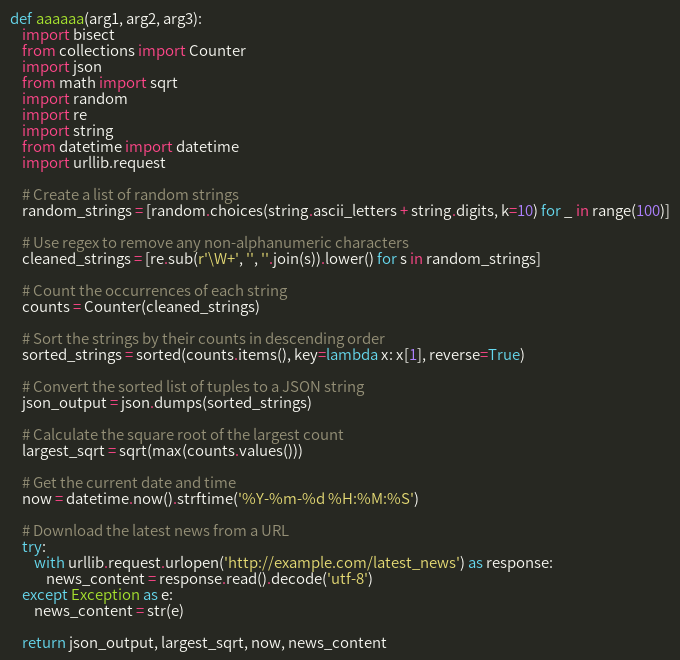 def aaaaaa(arg1, arg2, arg3):
    import bisect
    from collections import Counter
    import json
    from math import sqrt
    import random
    import re
    import string
    from datetime import datetime
    import urllib.request

    # Create a list of random strings
    random_strings = [random.choices(string.ascii_letters + string.digits, k=10) for _ in range(100)]

    # Use regex to remove any non-alphanumeric characters
    cleaned_strings = [re.sub(r'\W+', '', ''.join(s)).lower() for s in random_strings]

    # Count the occurrences of each string
    counts = Counter(cleaned_strings)

    # Sort the strings by their counts in descending order
    sorted_strings = sorted(counts.items(), key=lambda x: x[1], reverse=True)

    # Convert the sorted list of tuples to a JSON string
    json_output = json.dumps(sorted_strings)

    # Calculate the square root of the largest count
    largest_sqrt = sqrt(max(counts.values()))

    # Get the current date and time
    now = datetime.now().strftime('%Y-%m-%d %H:%M:%S')

    # Download the latest news from a URL
    try:
        with urllib.request.urlopen('http://example.com/latest_news') as response:
            news_content = response.read().decode('utf-8')
    except Exception as e:
        news_content = str(e)

    return json_output, largest_sqrt, now, news_content